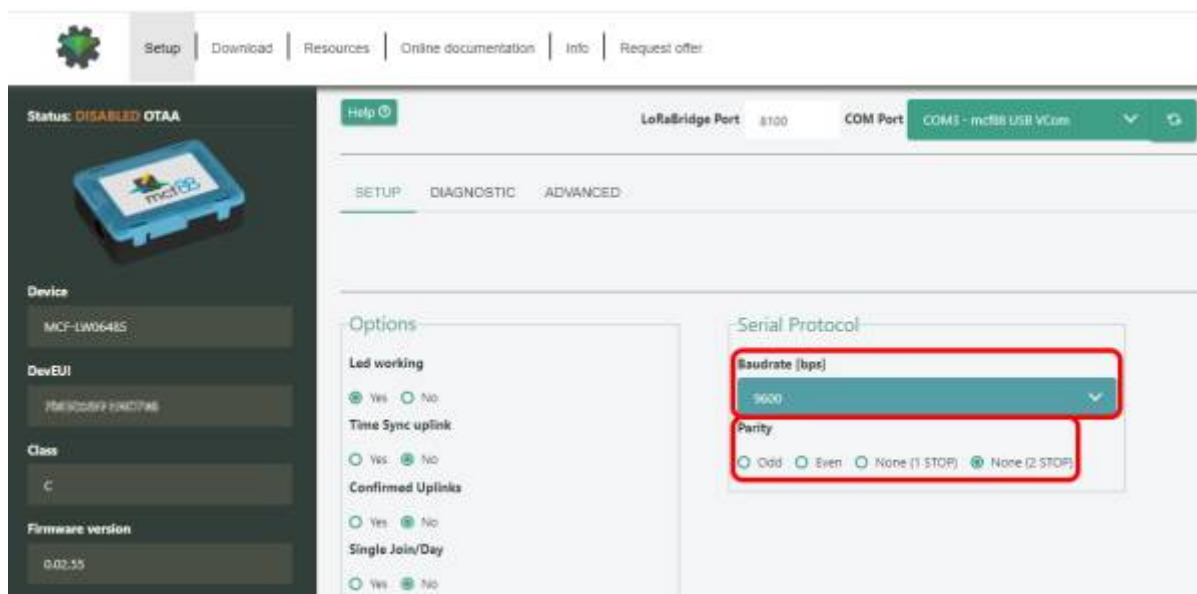 Setup
Download
Resources
Online documentation
Info
Request offer
Status: DISABLED OTAA
mcf88
Device
MCF-LW06485
DevEUI
Class
C
Firmware version
0.02.55
Help
LoRaBridge Port 8100
COM Port COM3 - mcf88 USB VCom
SETUP DIAGNOSTIC ADVANCED
Options
Led working
Yes No
Time Sync uplink
Yes No
Confirmed Uplinks
Yes No
Single Join/Day
Yes No
Serial Protocol
Baudrate [bps]
9600
Parity
Odd Even None (1 STOP) None (2 STOP)